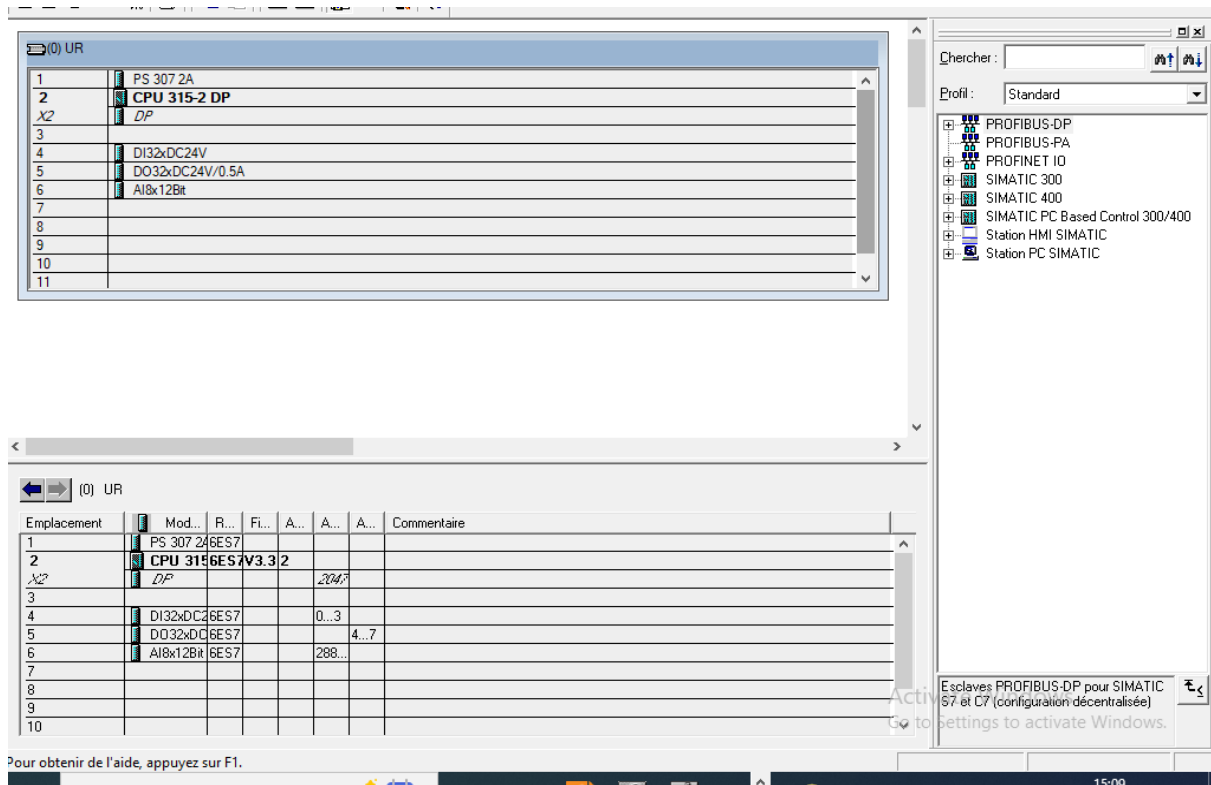 (0) UR
1 PS 307 2A
2 CPU 315-2 DP
X2 DP
3
4 DI32xDC24V
5 DO32xDC24V/0.5A
6 AI8x12Bit
7
8
9
10
11
Chercher :
Profil : Standard
PROFIBUS-DP
PROFIBUS-PA
PROFINET IO
SIMATIC 300
SIMATIC 400
SIMATIC PC Based Control 300/400
Station HMI SIMATIC
Station PC SIMATIC
(0) UR
Emplacement Mod... R... Fi... A... A... A... Commentaire
1 PS 307 2A 6ES7
2 CPU 315 6ES7 V3.3 2
X2 DP 2047
3
4 DI32xDC2 6ES7 0...3
5 DO32xDC 6ES7 4...7
6 AI8x12Bit 6ES7 288...
7
8
9
10
Esclaves PROFIBUS-DP pour SIMATIC
S7 et C7 (configuration décentralisée)
Activate Windows
Go to Settings to activate Windows.
Pour obtenir de l'aide, appuyez sur F1.
15:09